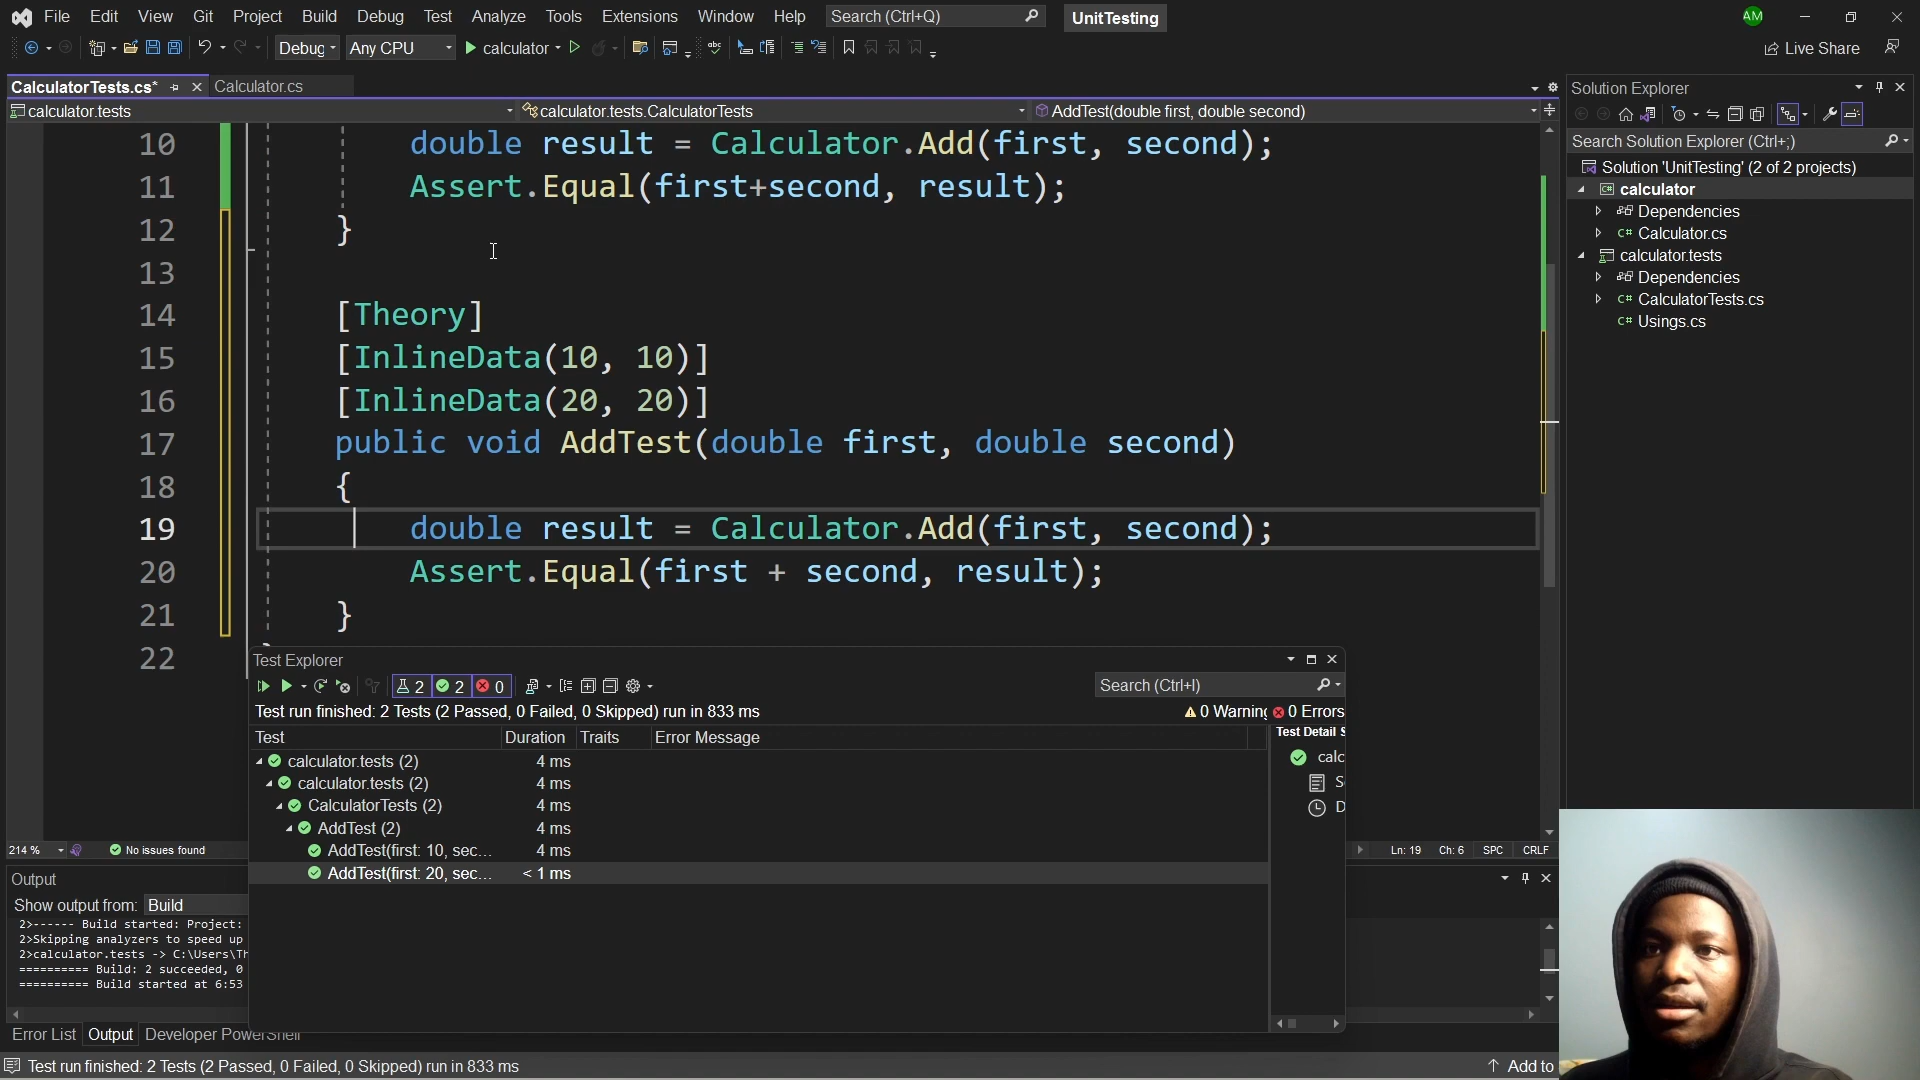 File Edit View Git Project Build Debug Test Analyze Tools Extensions Window Help Search (Ctrl+Q) UnitTesting AM
Debug Any CPU calculator Live Share
CalculatorTests.cs* Calculator.cs
calculator.tests calculator.tests.CalculatorTests AddTest(double first, double second)
10 double result = Calculator.Add(first, second);
11 Assert.Equal(first+second, result);
12 }
13
14 [Theory]
15 [InlineData(10, 10)]
16 [InlineData(20, 20)]
17 public void AddTest(double first, double second)
18 {
19 double result = Calculator.Add(first, second);
20 Assert.Equal(first + second, result);
21 }
22
Solution Explorer
Search Solution Explorer (Ctrl+;)
Solution 'UnitTesting' (2 of 2 projects)
calculator
Dependencies
C# Calculator.cs
calculator.tests
Dependencies
C# CalculatorTests.cs
C# Usings.cs
Test Explorer
2 2 0 Search (Ctrl+I)
Test run finished: 2 Tests (2 Passed, 0 Failed, 0 Skipped) run in 833 ms 0 Warning 0 Errors
Test Duration Traits Error Message
Test Detail S
calculator.tests (2) 4 ms
calculator.tests (2) 4 ms
CalculatorTests (2) 4 ms
AddTest (2) 4 ms
AddTest(first: 10, sec... 4 ms
AddTest(first: 20, sec... < 1 ms
calc
S
D
214 % No issues found Ln: 19 Ch: 6 SPC CRLF
Output
Show output from: Build
2>------ Build started: Project:
2>Skipping analyzers to speed up
2>calculator.tests -> C:\Users\Th
========== Build: 2 succeeded, 0
========== Build started at 6:53
Error List Output Developer PowerShell
Test run finished: 2 Tests (2 Passed, 0 Failed, 0 Skipped) run in 833 ms Add to